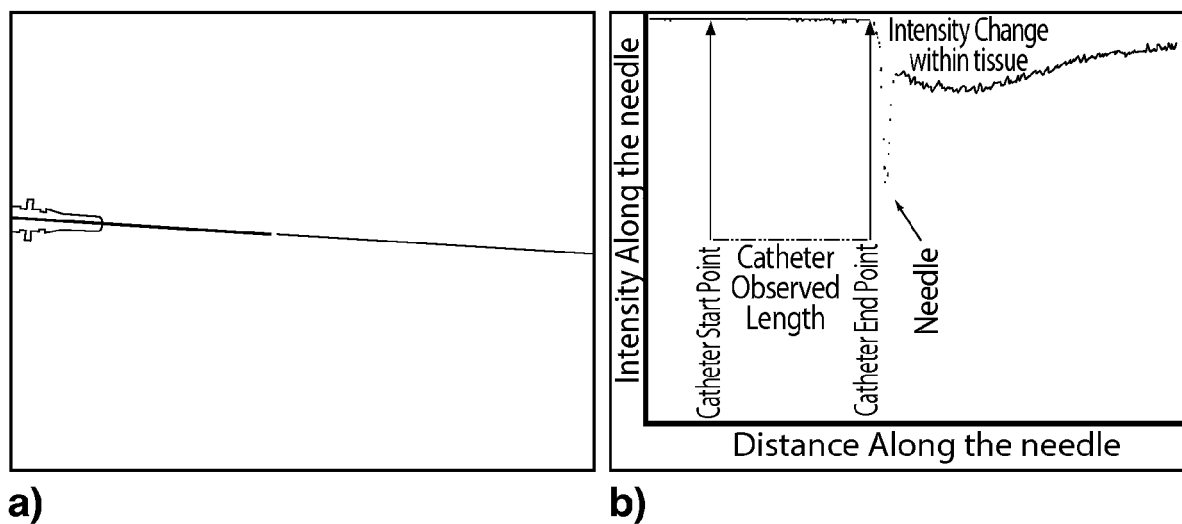 Intensity Along the needle
Intensity Change
within tissue
Catheter Start Point
Catheter
Observed
Length
Catheter End Point
Needle
Distance Along the needle
a)
b)